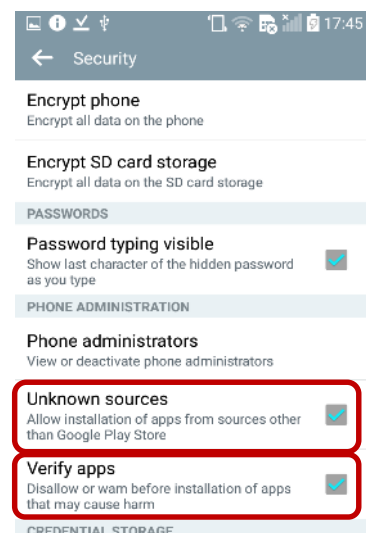 17:45
Security
Encrypt phone
Encrypt all data on the phone
Encrypt SD card storage
Encrypt all data on the SD card storage
PASSWORDS
Password typing visible
Show last character of the hidden password
as you type
PHONE ADMINISTRATION
Phone administrators
View or deactivate phone administrators
Unknown sources
Allow installation of apps from sources other
than Google Play Store
Verify apps
Disallow or warn before installation of apps
that may cause harm
CREDENTIAL STORAGE